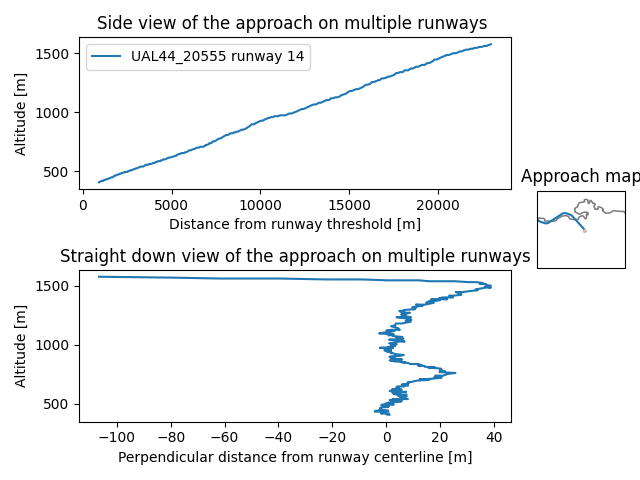 Side view of the approach on multiple runways
UAL44_20555 runway 14
Altitude [m]
1500
1000
500
0
5000
10000
15000
20000
Distance from runway threshold [m]
Approach map
Straight down view of the approach on multiple runways
Altitude [m]
1500
1000
500
−100
−80
−60
−40
−20
0
20
40
Perpendicular distance from runway centerline [m]